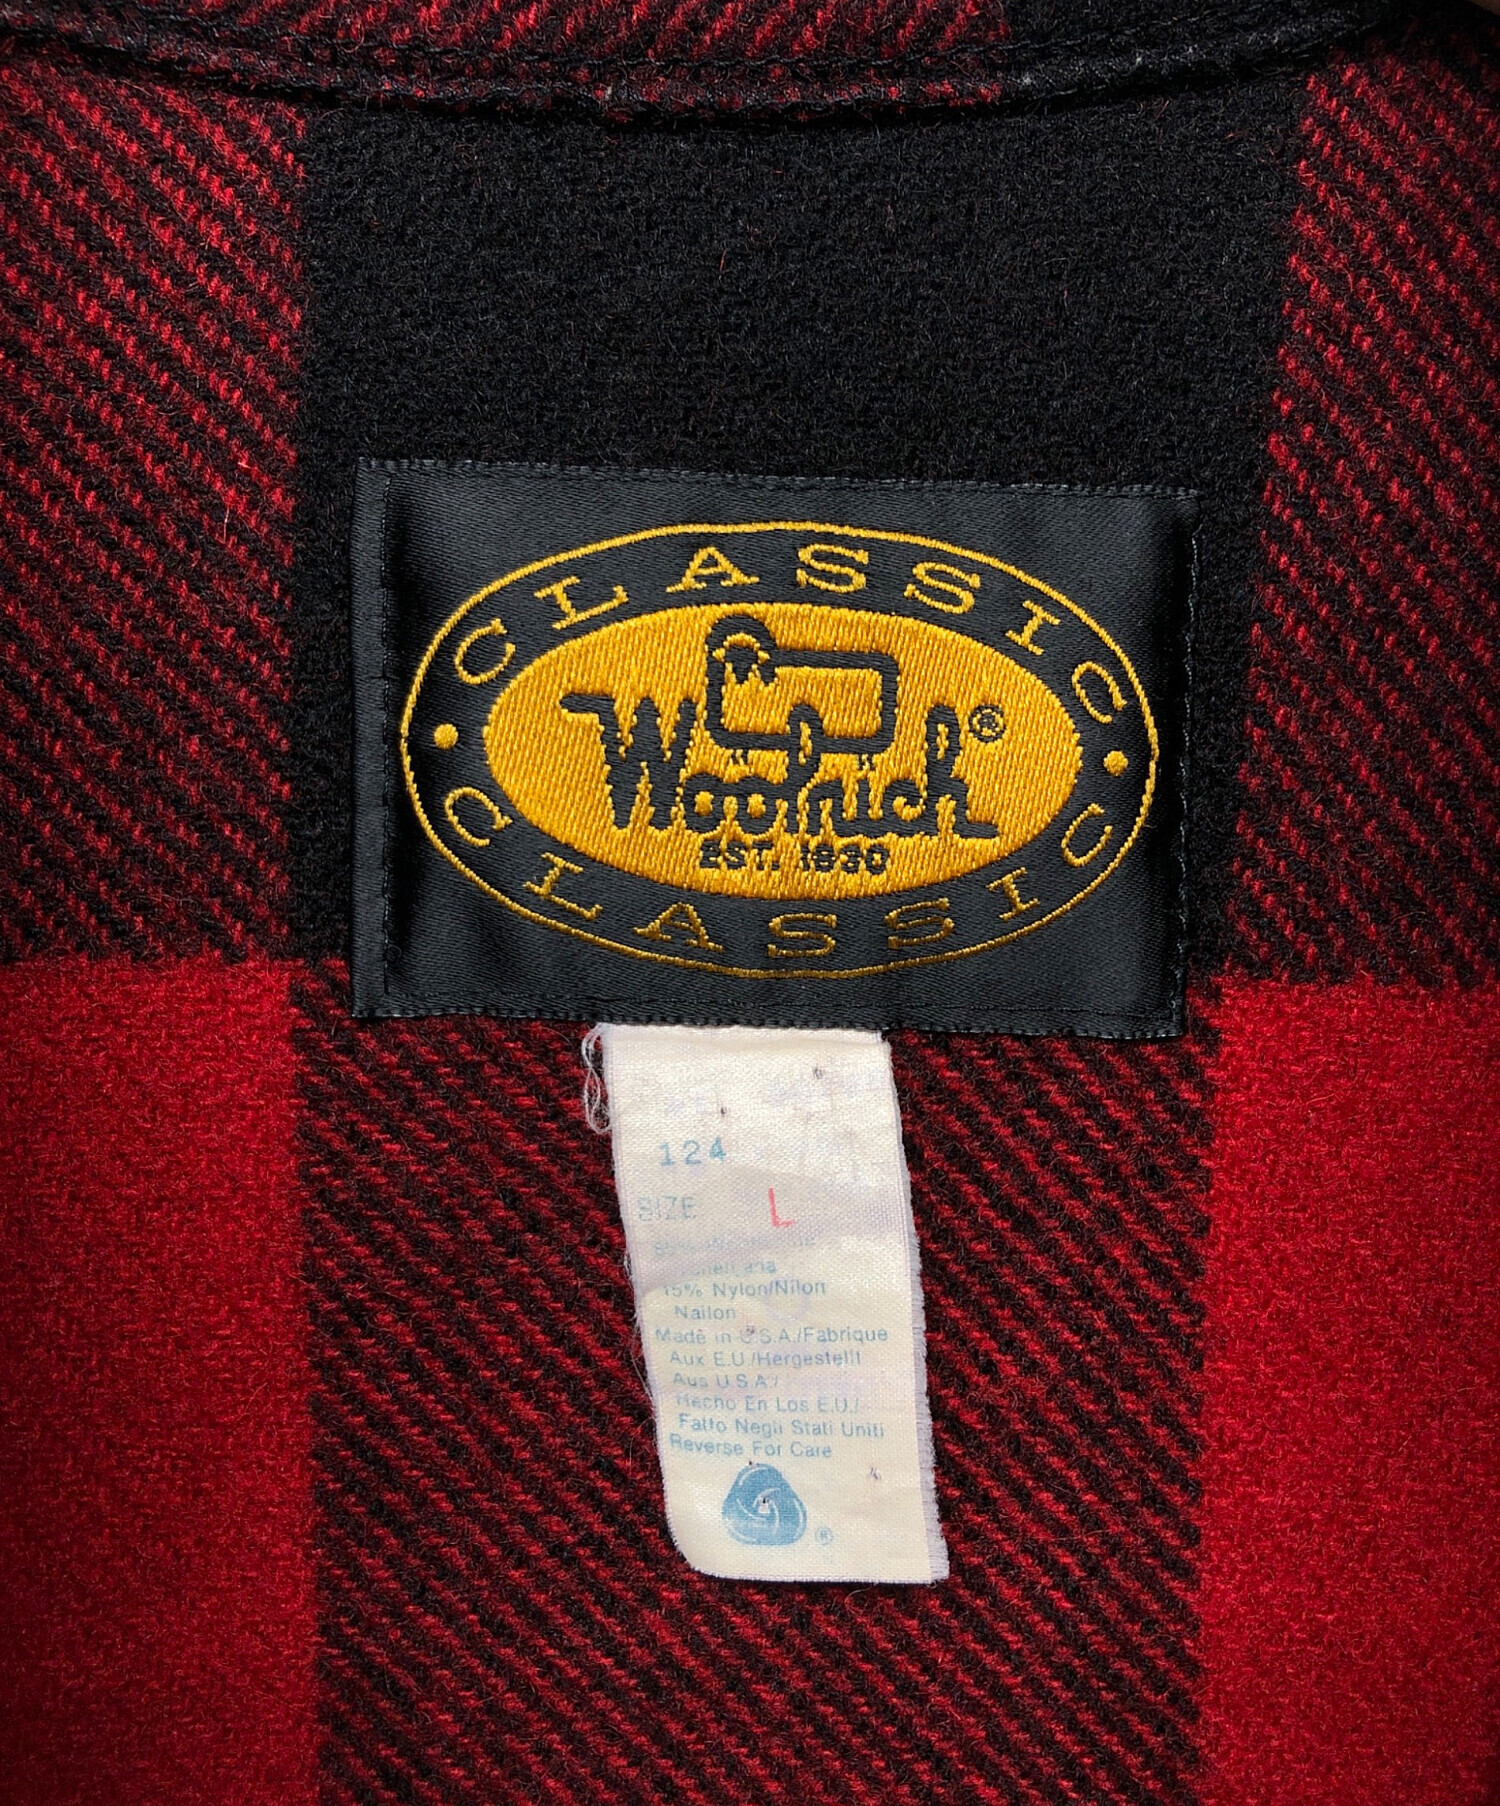 CLASSIC
Woolrich®
EST. 1830
CLASSIC
124
SIZE L
15% Nylon/Nilon
Nailon
Made in U.S.A./Fabrique
Aux E.U./Hergestellt
Aus U.S.A./
Hecho En Los E.U./
Fatto Negli Stati Uniti
Reverse For Care
®